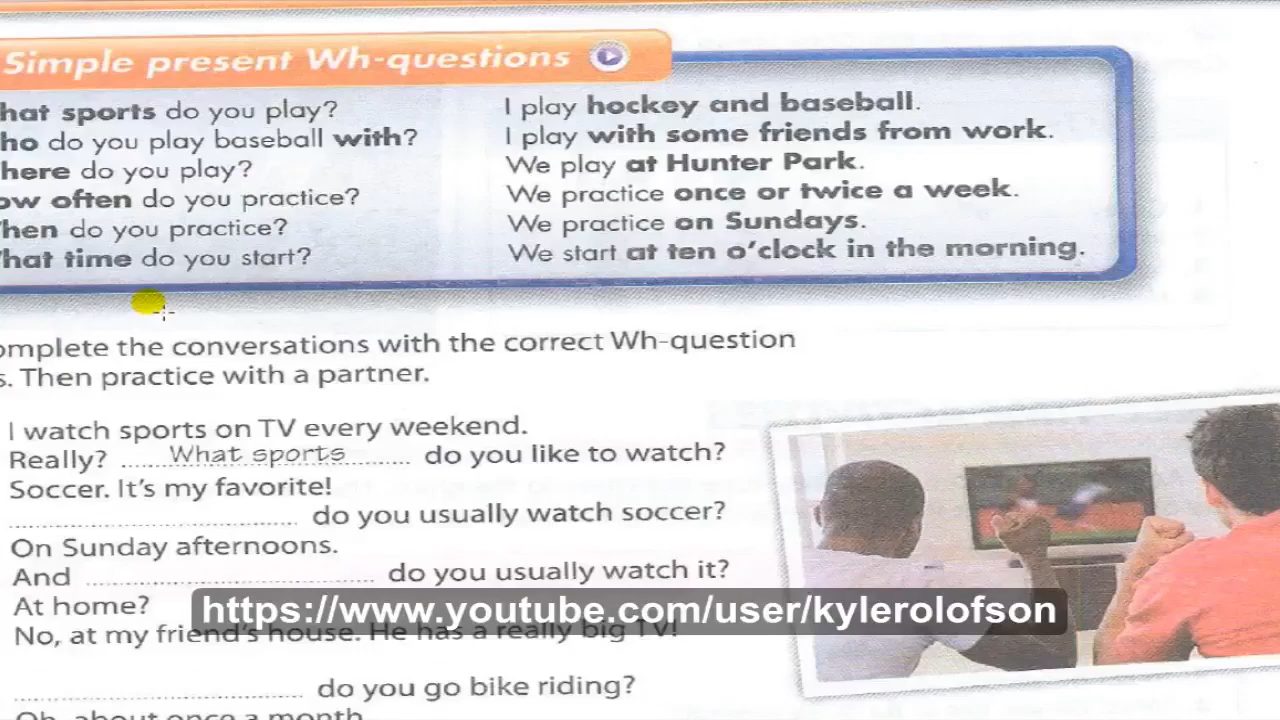 Simple present Wh-questions
hat sports do you play? I play hockey and baseball.
ho do you play baseball with? I play with some friends from work.
here do you play? We play at Hunter Park.
ow often do you practice? We practice once or twice a week.
hen do you practice? We practice on Sundays.
hat time do you start? We start at ten o'clock in the morning.
omplete the conversations with the correct Wh-question
s. Then practice with a partner.
I watch sports on TV every weekend.
Really? What sports do you like to watch?
Soccer. It's my favorite!
do you usually watch soccer?
On Sunday afternoons.
And do you usually watch it?
At home?
https://www.youtube.com/user/kylerolofson
No, at my friend's house. He has a really big TV!
do you go bike riding?
Oh, about once a month.